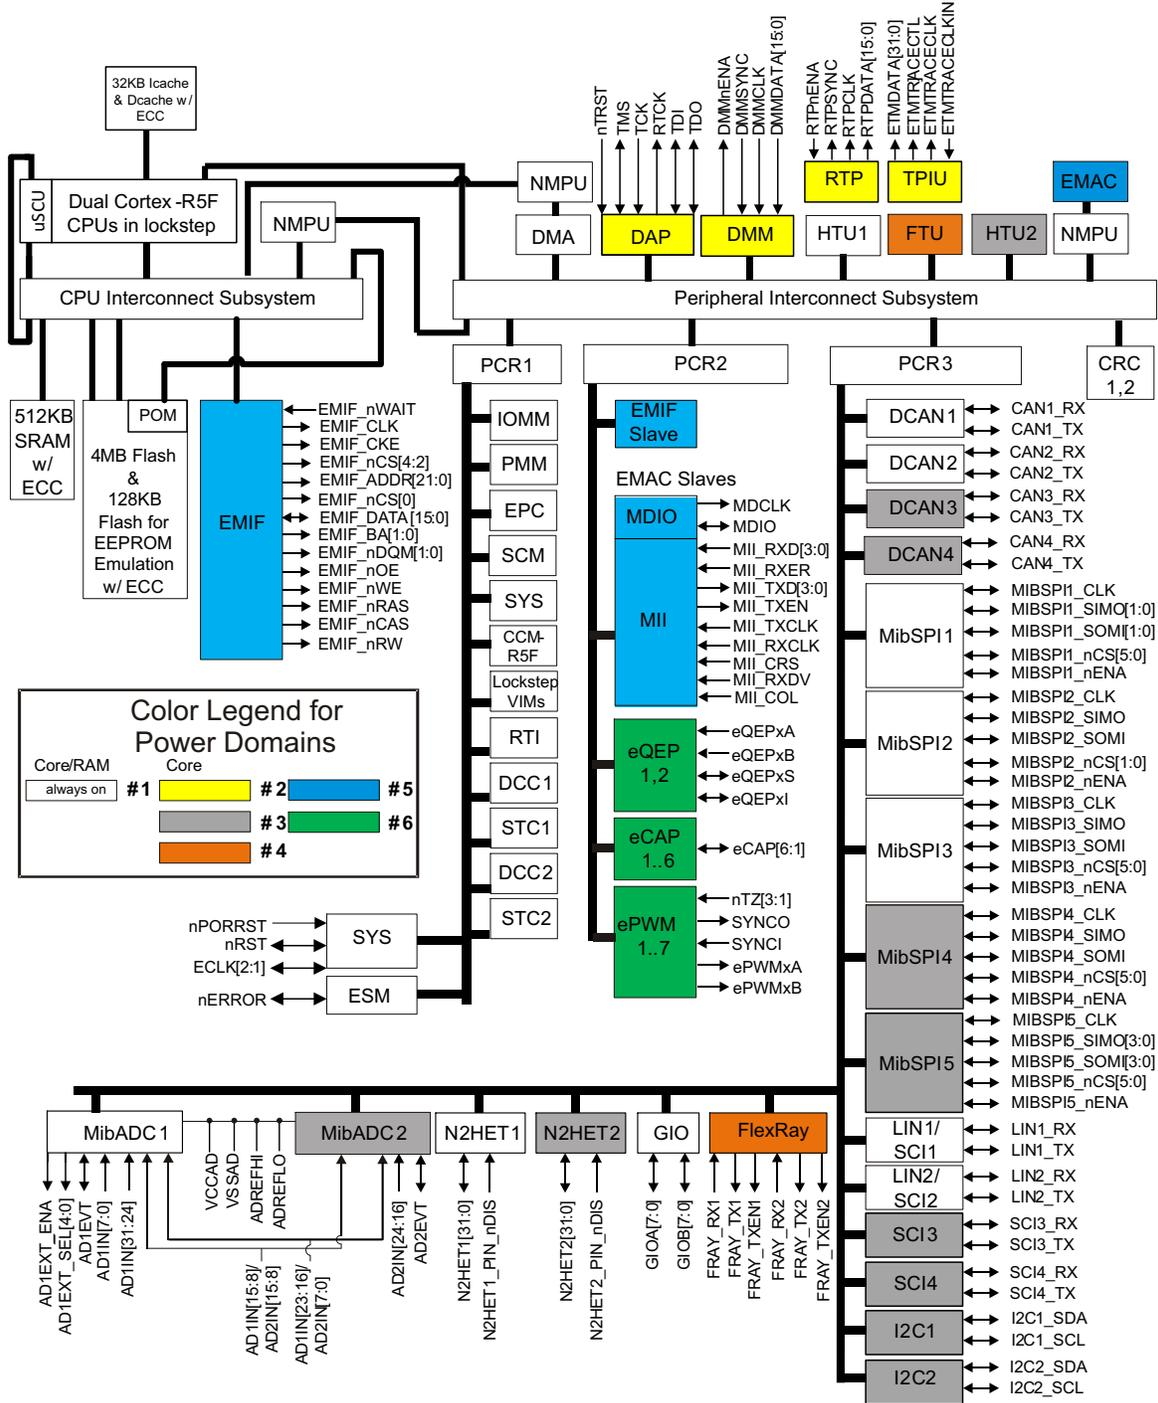 32KB Icache
& Dcache w/
ECC
uSCU
Dual Cortex-R5F
CPUs in lockstep
NMPU
CPU Interconnect Subsystem
NMPU
DMA
nTRST
TMS
TCK
RTCK
TDI
TDO
DAP
DMMnENA
DMMSYNC
DMMCLK
DMMDATA[15:0]
DMM
RTPnENA
RTPSYNC
RTPCLK
RTPDATA[15:0]
RTP
HTU1
ETMDATA[31:0]
ETMTRACECTL
ETMTRACECLK
ETMTRACECLKIN
TPIU
FTU
HTU2
EMAC
NMPU
Peripheral Interconnect Subsystem
PCR1
PCR2
PCR3
CRC
1,2
512KB
SRAM
w/
ECC
POM
4MB Flash
&
128KB
Flash for
EEPROM
Emulation
w/ ECC
EMIF
EMIF_nWAIT
EMIF_CLK
EMIF_CKE
EMIF_nCS[4:2]
EMIF_ADDR[21:0]
EMIF_nCS[0]
EMIF_DATA[15:0]
EMIF_BA[1:0]
EMIF_nDQM[1:0]
EMIF_nOE
EMIF_nWE
EMIF_nRAS
EMIF_nCAS
EMIF_nRW
IOMM
PMM
EPC
SCM
SYS
CCM-
R5F
Lockstep
VIMs
RTI
DCC1
STC1
DCC2
STC2
EMIF
Slave
EMAC Slaves
MDIO
MDCLK
MDIO
MII
MII_RXD[3:0]
MII_RXER
MII_TXD[3:0]
MII_TXEN
MII_TXCLK
MII_RXCLK
MII_CRS
MII_RXDV
MII_COL
eQEP
1,2
eQEPxA
eQEPxB
eQEPxS
eQEPxI
eCAP
1..6
eCAP[6:1]
ePWM
1..7
nTZ[3:1]
SYNCO
SYNCI
ePWMxA
ePWMxB
DCAN1
CAN1_RX
CAN1_TX
DCAN2
CAN2_RX
CAN2_TX
DCAN3
CAN3_RX
CAN3_TX
DCAN4
CAN4_RX
CAN4_TX
MibSPI1
MIBSPI1_CLK
MIBSPI1_SIMO[1:0]
MIBSPI1_SOMI[1:0]
MIBSPI1_nCS[5:0]
MIBSPI1_nENA
MibSPI2
MIBSPI2_CLK
MIBSPI2_SIMO
MIBSPI2_SOMI
MIBSPI2_nCS[1:0]
MIBSPI2_nENA
MibSPI3
MIBSPI3_CLK
MIBSPI3_SIMO
MIBSPI3_SOMI
MIBSPI3_nCS[5:0]
MIBSPI3_nENA
MibSPI4
MIBSPI4_CLK
MIBSPI4_SIMO
MIBSPI4_SOMI
MIBSPI4_nCS[5:0]
MIBSPI4_nENA
MibSPI5
MIBSPI5_CLK
MIBSPI5_SIMO[3:0]
MIBSPI5_SOMI[3:0]
MIBSPI5_nCS[5:0]
MIBSPI5_nENA
LIN1/
SCI1
LIN1_RX
LIN1_TX
LIN2/
SCI2
LIN2_RX
LIN2_TX
SCI3
SCI3_RX
SCI3_TX
SCI4
SCI4_RX
SCI4_TX
I2C1
I2C1_SDA
I2C1_SCL
I2C2
I2C2_SDA
I2C2_SCL
Color Legend for
Power Domains
Core/RAM
Core
always on
#1
#2
#5
#3
#6
#4
nPORRST
nRST
ECLK[2:1]
SYS
nERROR
ESM
MibADC1
MibADC2
N2HET1
N2HET2
GIO
FlexRay
AD1EXT_ENA
AD1EXT_SEL[4:0]
AD1EVT
AD1IN[7:0]
AD1IN[31:24]
VCCAD
VSSAD
ADREFHI
ADREFLO
AD1IN[15:8]/
AD2IN[15:8]
AD1IN[23:16]/
AD2IN[7:0]
AD2IN[24:16]
AD2EVT
N2HET1[31:0]
N2HET1_PIN_nDIS
N2HET2[31:0]
N2HET2_PIN_nDIS
GIOA[7:0]
GIOB[7:0]
FRAY_RX1
FRAY_TX1
FRAY_TXEN1
FRAY_RX2
FRAY_TX2
FRAY_TXEN2